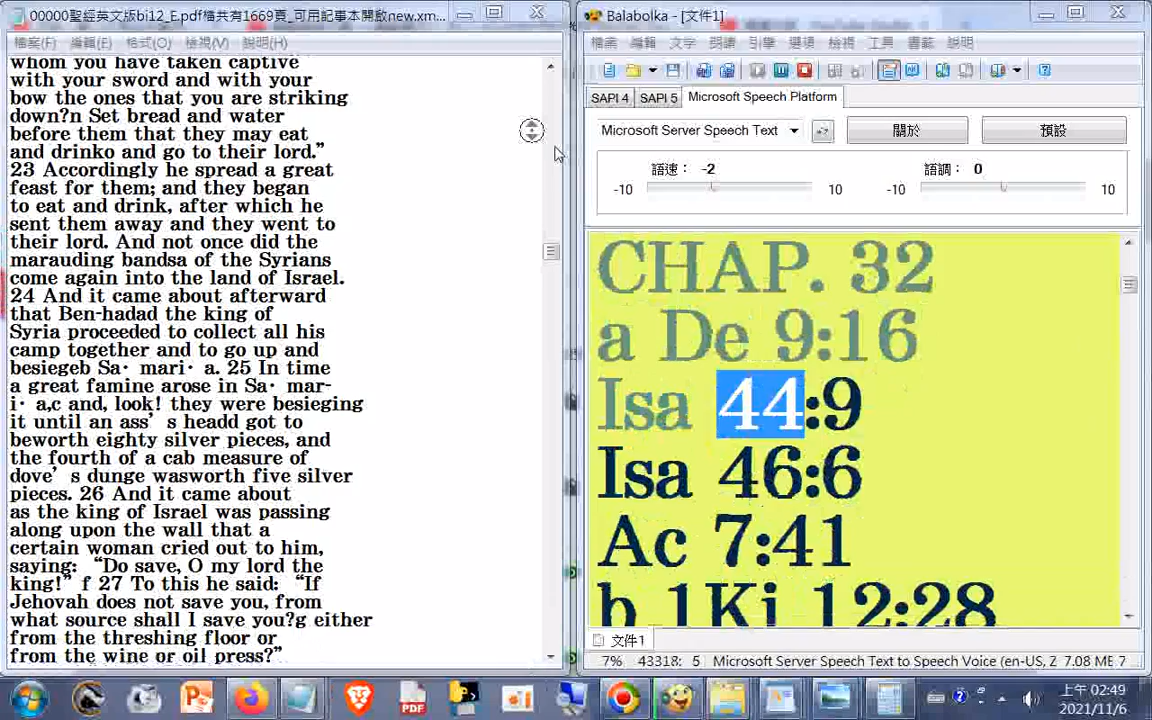 00000聖經英文版bi12_E.pdf檔共有1669頁_可用記事本開啟new.xm...
檔案(F) 編輯(E) 格式(O) 檢視(V) 說明(H)
whom you have taken captive
with your sword and with your
bow the ones that you are striking
down?n Set bread and water
before them that they may eat
and drinko and go to their lord.”
23 Accordingly he spread a great
feast for them; and they began
to eat and drink, after which he
sent them away and they went to
their lord. And not once did the
marauding bandsa of the Syrians
come again into the land of Israel.
24 And it came about afterward
that Ben-hadad the king of
Syria proceeded to collect all his
camp together and to go up and
besiegeb Sa· mari· a. 25 In time
a great famine arose in Sa· mar-
i· a,c and, look! they were besieging
it until an ass’ s headd got to
beworth eighty silver pieces, and
the fourth of a cab measure of
dove’ s dunge wasworth five silver
pieces. 26 And it came about
as the king of Israel was passing
along upon the wall that a
certain woman cried out to him,
saying: “Do save, O my lord the
king!” f 27 To this he said: “If
Jehovah does not save you, from
what source shall I save you?g either
from the threshing floor or
from the wine or oil press?”
Balabolka - [文件1]
檔案 編輯 文字 朗讀 引擎 選項 檢視 工具 書籤 說明
SAPI 4 SAPI 5 Microsoft Speech Platform
Microsoft Server Speech Text 關於 預設
語速: -2 語調: 0
-10 10 -10 10
CHAP. 32
a De 9:16
Isa 44:9
Isa 46:6
Ac 7:41
b 1Ki 12:28
文件1
7% 43318: 5 Microsoft Server Speech Text to Speech Voice (en-US, Z 7.08 MB 7
PDF
上午 02:49
2021/11/6